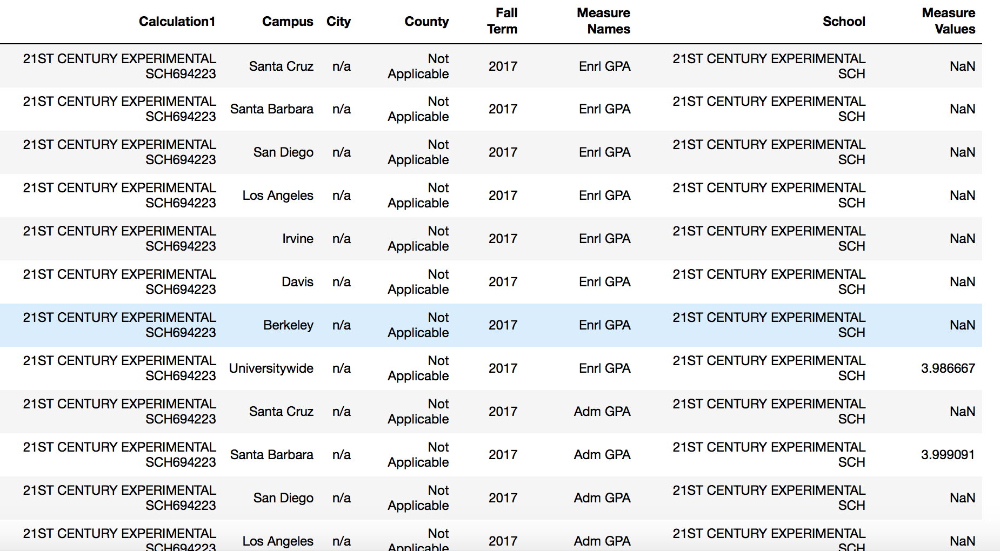 Calculation1 Campus City County Fall Term Measure Names School Measure Values
21ST CENTURY EXPERIMENTAL SCH694223 Santa Cruz n/a Not Applicable 2017 Enrl GPA 21ST CENTURY EXPERIMENTAL SCH NaN
21ST CENTURY EXPERIMENTAL SCH694223 Santa Barbara n/a Not Applicable 2017 Enrl GPA 21ST CENTURY EXPERIMENTAL SCH NaN
21ST CENTURY EXPERIMENTAL SCH694223 San Diego n/a Not Applicable 2017 Enrl GPA 21ST CENTURY EXPERIMENTAL SCH NaN
21ST CENTURY EXPERIMENTAL SCH694223 Los Angeles n/a Not Applicable 2017 Enrl GPA 21ST CENTURY EXPERIMENTAL SCH NaN
21ST CENTURY EXPERIMENTAL SCH694223 Irvine n/a Not Applicable 2017 Enrl GPA 21ST CENTURY EXPERIMENTAL SCH NaN
21ST CENTURY EXPERIMENTAL SCH694223 Davis n/a Not Applicable 2017 Enrl GPA 21ST CENTURY EXPERIMENTAL SCH NaN
21ST CENTURY EXPERIMENTAL SCH694223 Berkeley n/a Not Applicable 2017 Enrl GPA 21ST CENTURY EXPERIMENTAL SCH NaN
21ST CENTURY EXPERIMENTAL SCH694223 Universitywide n/a Not Applicable 2017 Enrl GPA 21ST CENTURY EXPERIMENTAL SCH 3.986667
21ST CENTURY EXPERIMENTAL SCH694223 Santa Cruz n/a Not Applicable 2017 Adm GPA 21ST CENTURY EXPERIMENTAL SCH NaN
21ST CENTURY EXPERIMENTAL SCH694223 Santa Barbara n/a Not Applicable 2017 Adm GPA 21ST CENTURY EXPERIMENTAL SCH 3.999091
21ST CENTURY EXPERIMENTAL SCH694223 San Diego n/a Not Applicable 2017 Adm GPA 21ST CENTURY EXPERIMENTAL SCH NaN
21ST CENTURY EXPERIMENTAL SCH694223 Los Angeles n/a Not Applicable 2017 Adm GPA 21ST CENTURY EXPERIMENTAL SCH NaN